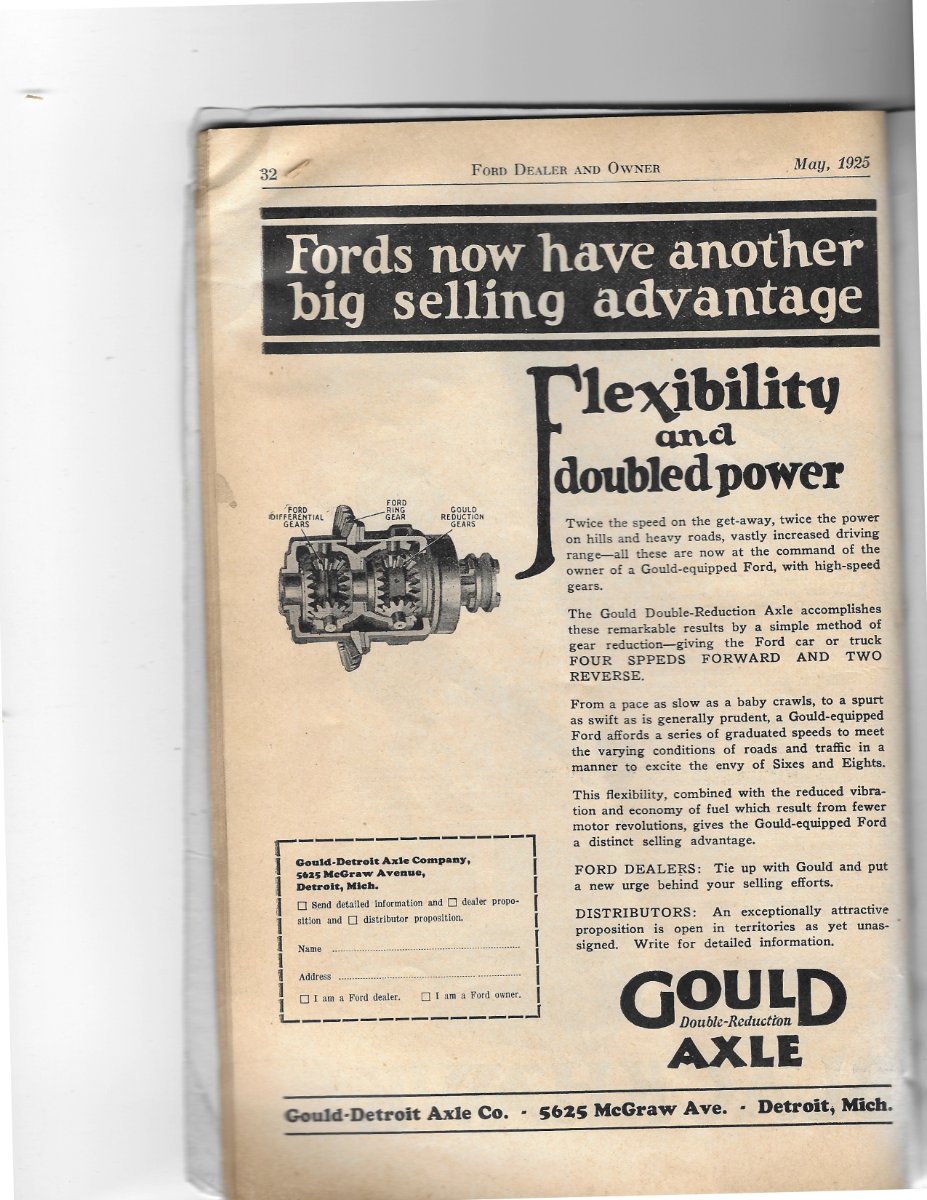 32
FORD DEALER AND OWNER
May, 1925
Fords now have another
big selling advantage
Flexibility
and
doubled power
FORD
DIFFERENTIAL
GEARS
FORD
RING
GEAR
GOULD
REDUCTION
GEARS
Twice the speed on the get-away, twice the power
on hills and heavy roads, vastly increased driving
range—all these are now at the command of the
owner of a Gould-equipped Ford, with high-speed
gears.
The Gould Double-Reduction Axle accomplishes
these remarkable results by a simple method of
gear reduction—giving the Ford car or truck
FOUR SPPEDS FORWARD AND TWO
REVERSE.
From a pace as slow as a baby crawls, to a spurt
as swift as is generally prudent, a Gould-equipped
Ford affords a series of graduated speeds to meet
the varying conditions of roads and traffic in a
manner to excite the envy of Sixes and Eights.
This flexibility, combined with the reduced vibra-
tion and economy of fuel which result from fewer
motor revolutions, gives the Gould-equipped Ford
a distinct selling advantage.
FORD DEALERS: Tie up with Gould and put
a new urge behind your selling efforts.
DISTRIBUTORS: An exceptionally attractive
proposition is open in territories as yet unas-
signed. Write for detailed information.
Gould-Detroit Axle Company,
5625 McGraw Avenue,
Detroit, Mich.
☐ Send detailed information and ☐ dealer propo-
sition and ☐ distributor proposition.
Name
Address
☐ I am a Ford dealer. ☐ I am a Ford owner.
GOULD
Double-Reduction
AXLE
Gould-Detroit Axle Co. · 5625 McGraw Ave. · Detroit, Mich.